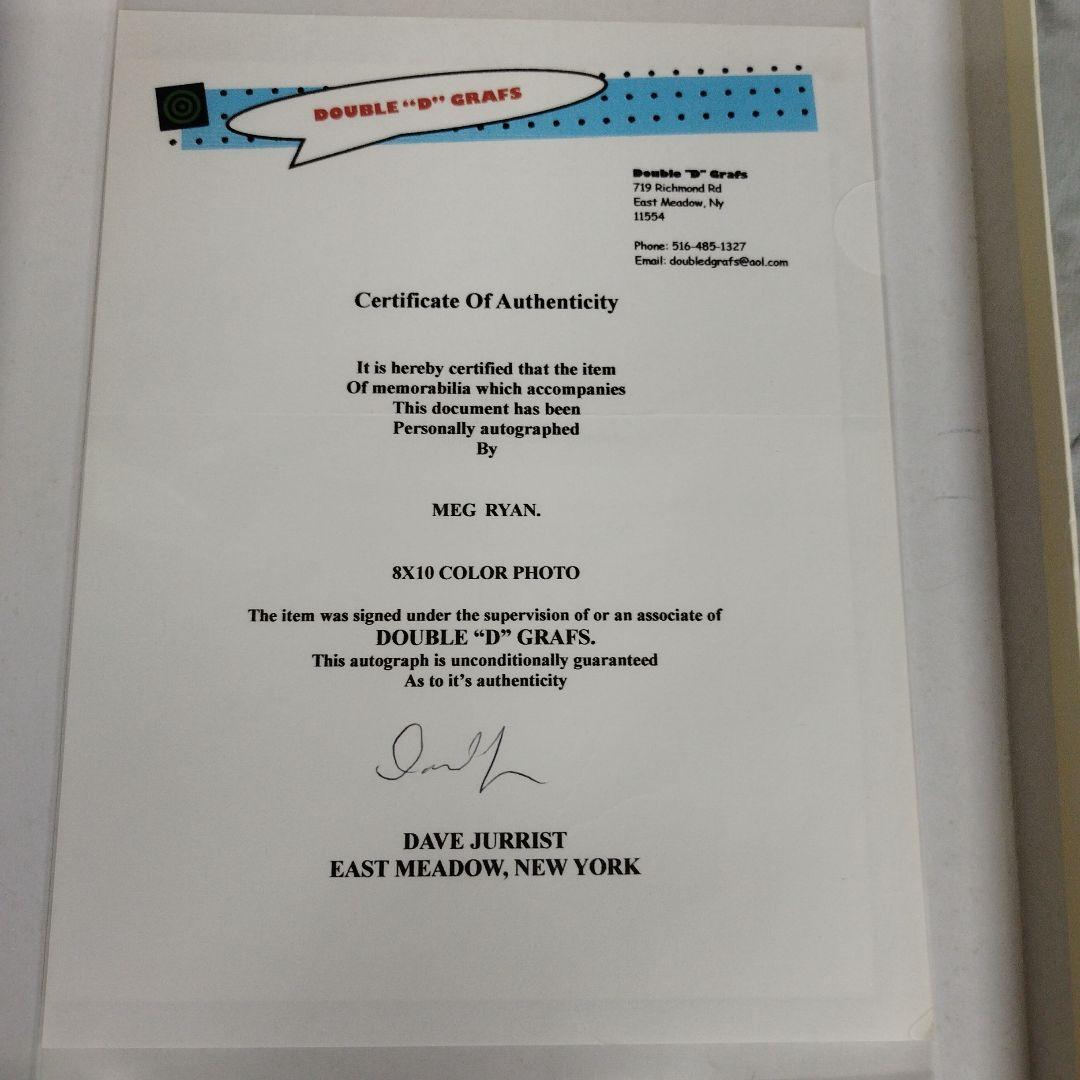 DOUBLE “D” GRAFS
Double "D" Grafs
719 Richmond Rd
East Meadow, Ny
11554
Phone: 516-485-1327
Email: doubledgrafs@aol.com
Certificate Of Authenticity
It is hereby certified that the item
Of memorabilia which accompanies
This document has been
Personally autographed
By
MEG RYAN.
8X10 COLOR PHOTO
The item was signed under the supervision of or an associate of
DOUBLE “D” GRAFS.
This autograph is unconditionally guaranteed
As to it’s authenticity
DAVE JURRIST
EAST MEADOW, NEW YORK